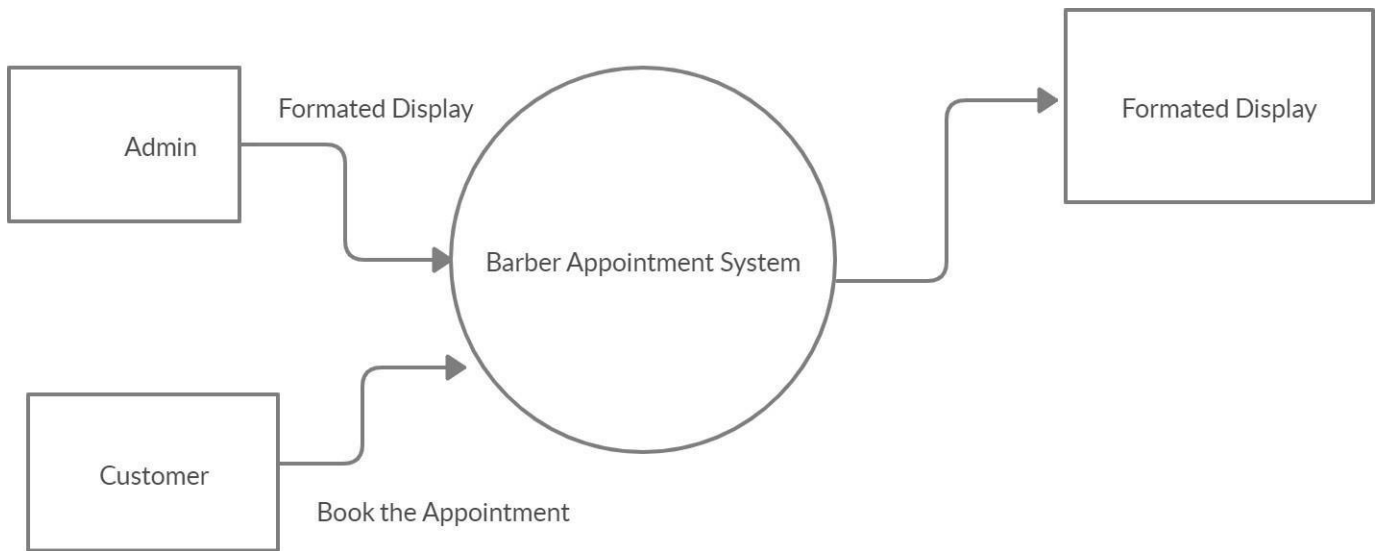 Formated Display
Formated Display
Admin
Barber Appointment System
Customer
Book the Appointment